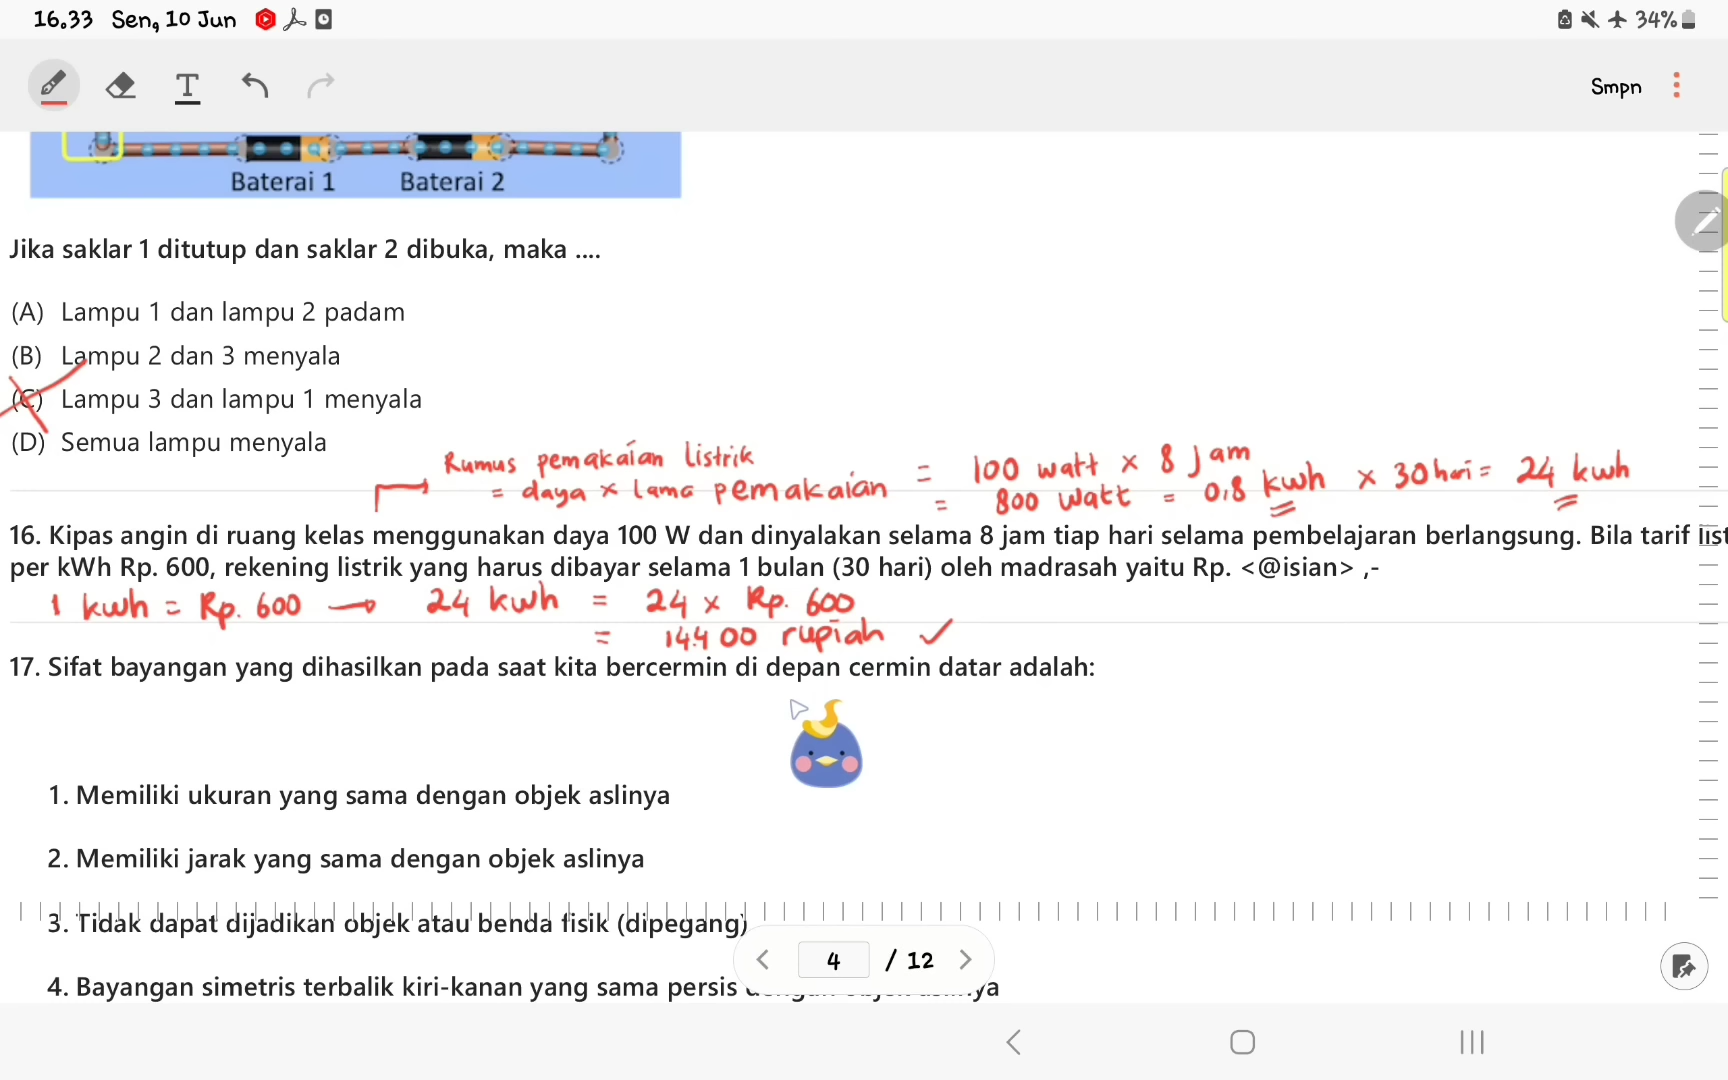 16.33 Sen, 10 Jun
34%
T
Smpn
Baterai 1 Baterai 2
Jika saklar 1 ditutup dan saklar 2 dibuka, maka ....
(A) Lampu 1 dan lampu 2 padam
(B) Lampu 2 dan 3 menyala
(C) Lampu 3 dan lampu 1 menyala
(D) Semua lampu menyala
Rumus pemakaian listrik
= daya × lama pemakaian = 100 watt × 8 jam
= 800 watt = 0,8 kwh × 30 hari = 24 kwh
16. Kipas angin di ruang kelas menggunakan daya 100 W dan dinyalakan selama 8 jam tiap hari selama pembelajaran berlangsung. Bila tarif list
per kWh Rp. 600, rekening listrik yang harus dibayar selama 1 bulan (30 hari) oleh madrasah yaitu Rp. <@isian> ,-
1 kwh = Rp. 600 → 24 kwh = 24 × Rp. 600
= 14.400 rupiah ✓
17. Sifat bayangan yang dihasilkan pada saat kita bercermin di depan cermin datar adalah:
1. Memiliki ukuran yang sama dengan objek aslinya
2. Memiliki jarak yang sama dengan objek aslinya
3. Tidak dapat dijadikan objek atau benda fisik (dipegang)
4. Bayangan simetris terbalik kiri-kanan yang sama persis
4 / 12